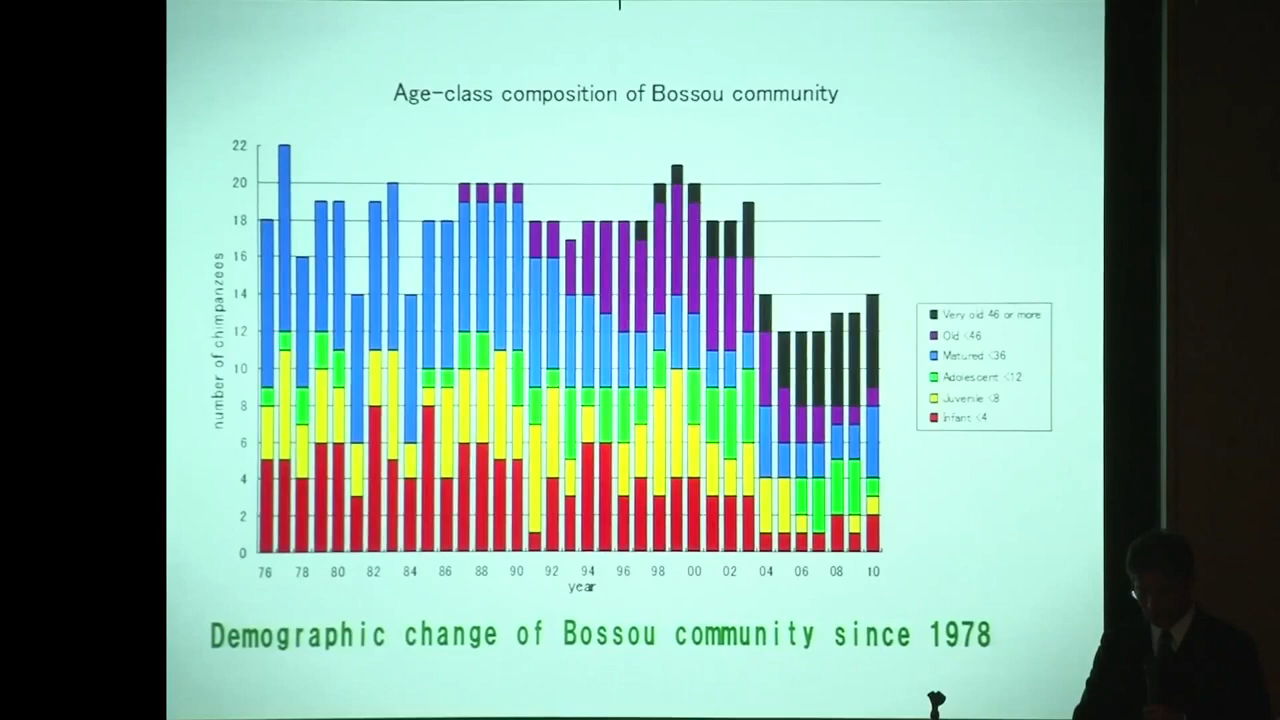 Age-class composition of Bossou community
number of chimpanzees
22
20
18
16
14
12
10
8
6
4
2
0
76 78 80 82 84 86 88 90 92 94 96 98 00 02 04 06 08 10
year
Very old 46 or more
Old <46
Matured <36
Adolescent <12
Juvenile <8
Infant <4
Demographic change of Bossou community since 1978